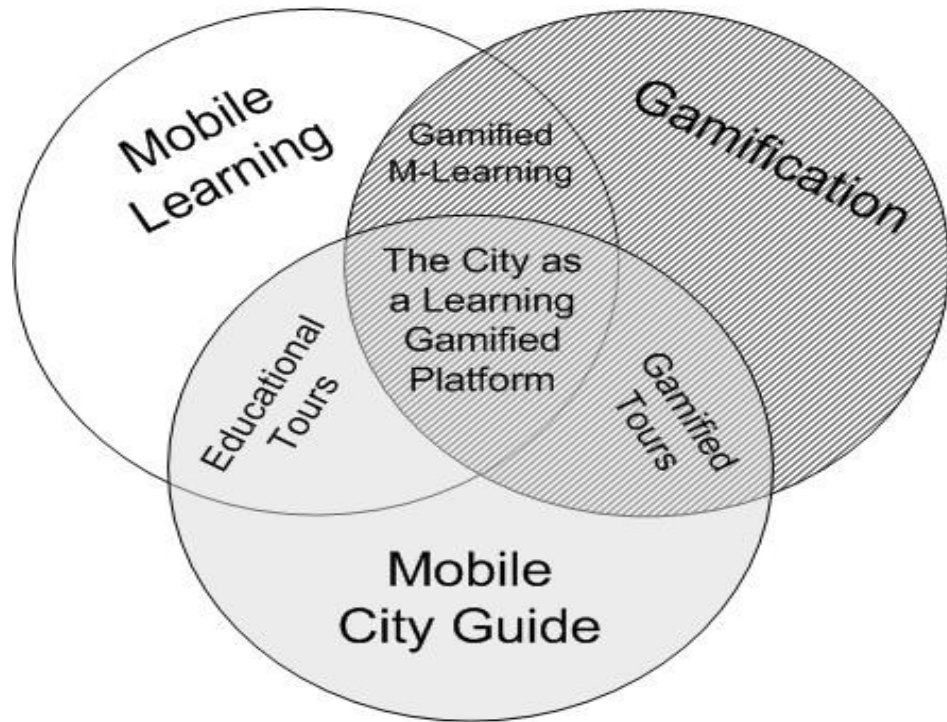 Mobile
Learning
Gamification
Gamified
M-Learning
The City as
a Learning
Gamified
Platform
Educational
Tours
Gamified
Tours
Mobile
City Guide